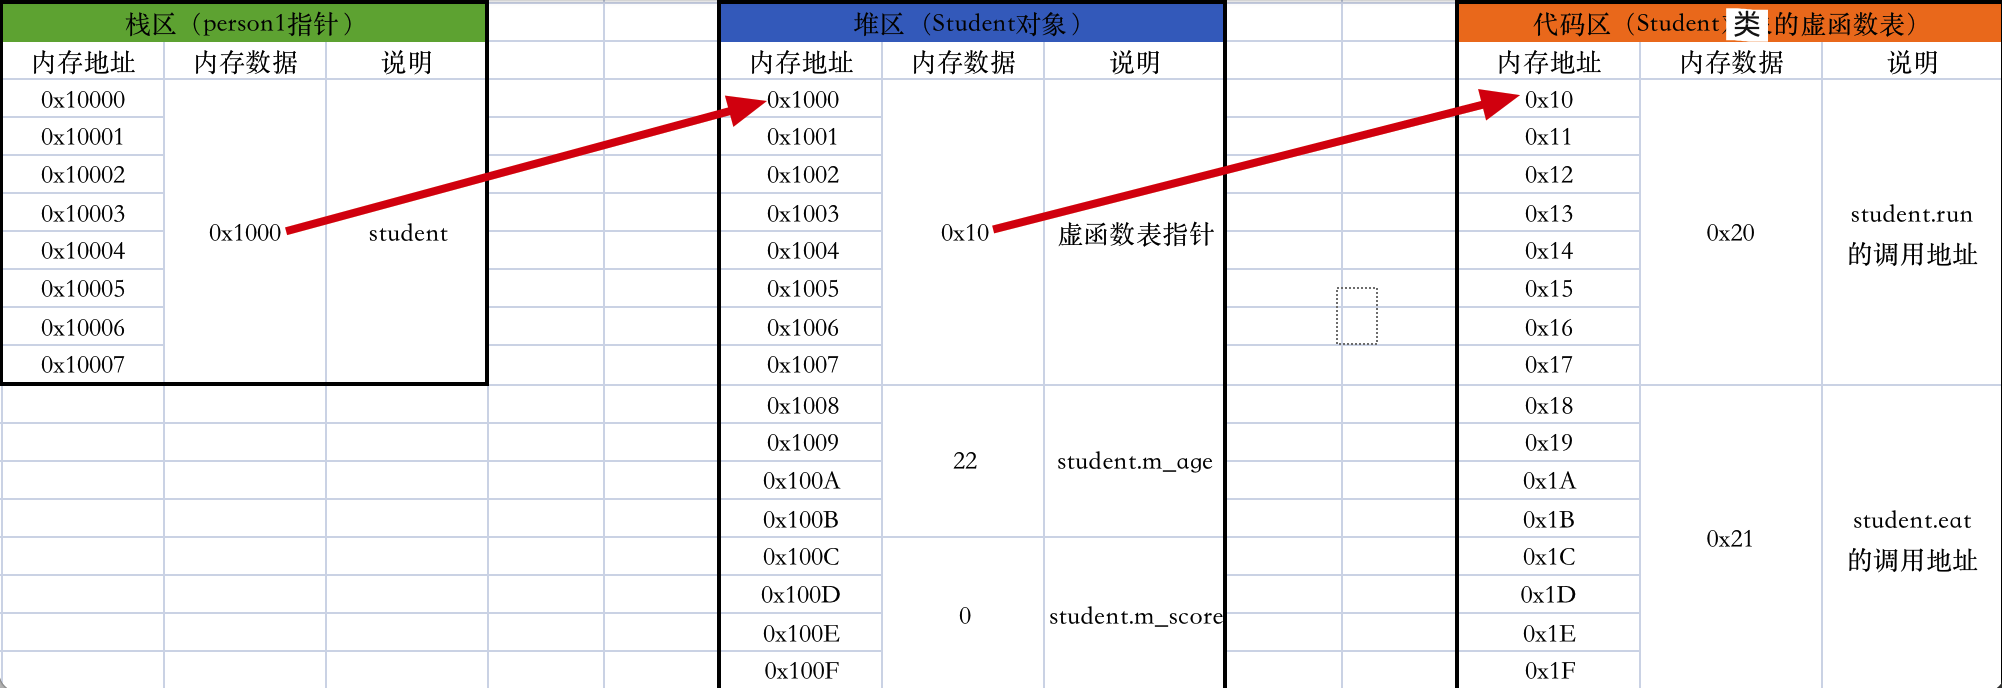 栈区（person1指针）
内存地址 内存数据 说明
0x10000
0x10001
0x10002
0x10003
0x10004
0x10005
0x10006
0x10007
0x1000
student
堆区（Student对象）
内存地址 内存数据 说明
0x1000
0x1001
0x1002
0x1003
0x1004
0x1005
0x1006
0x1007
0x10
虚函数表指针
0x1008
0x1009
0x100A
0x100B
22
student.m_age
0x100C
0x100D
0x100E
0x100F
0
student.m_score
代码区（Student类的虚函数表）
内存地址 内存数据 说明
0x10
0x11
0x12
0x13
0x14
0x15
0x16
0x17
0x20
student.run
的调用地址
0x18
0x19
0x1A
0x1B
0x1C
0x1D
0x1E
0x1F
0x21
student.eat
的调用地址